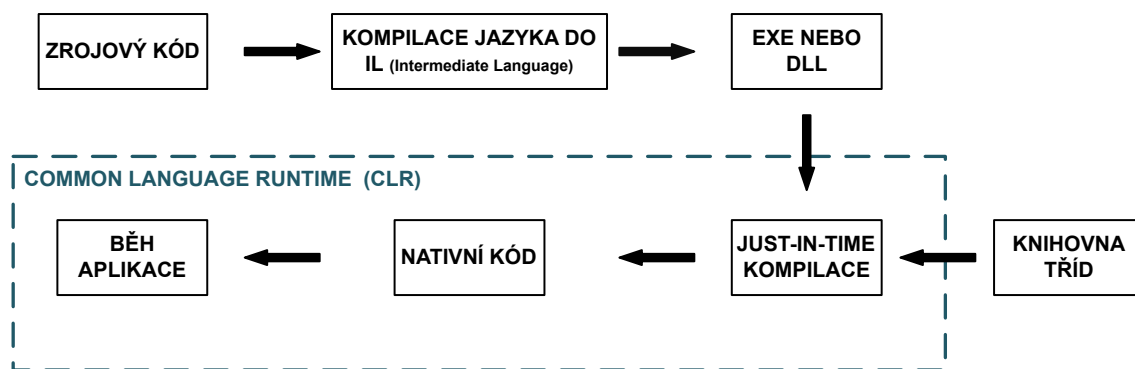 ZROJOVÝ KÓD
KOMPILACE JAZYKA DO
IL (Intermediate Language)
EXE NEBO
DLL
COMMON LANGUAGE RUNTIME (CLR)
BĚH
APLIKACE
NATIVNÍ KÓD
JUST-IN-TIME
KOMPILACE
KNIHOVNA
TŘÍD